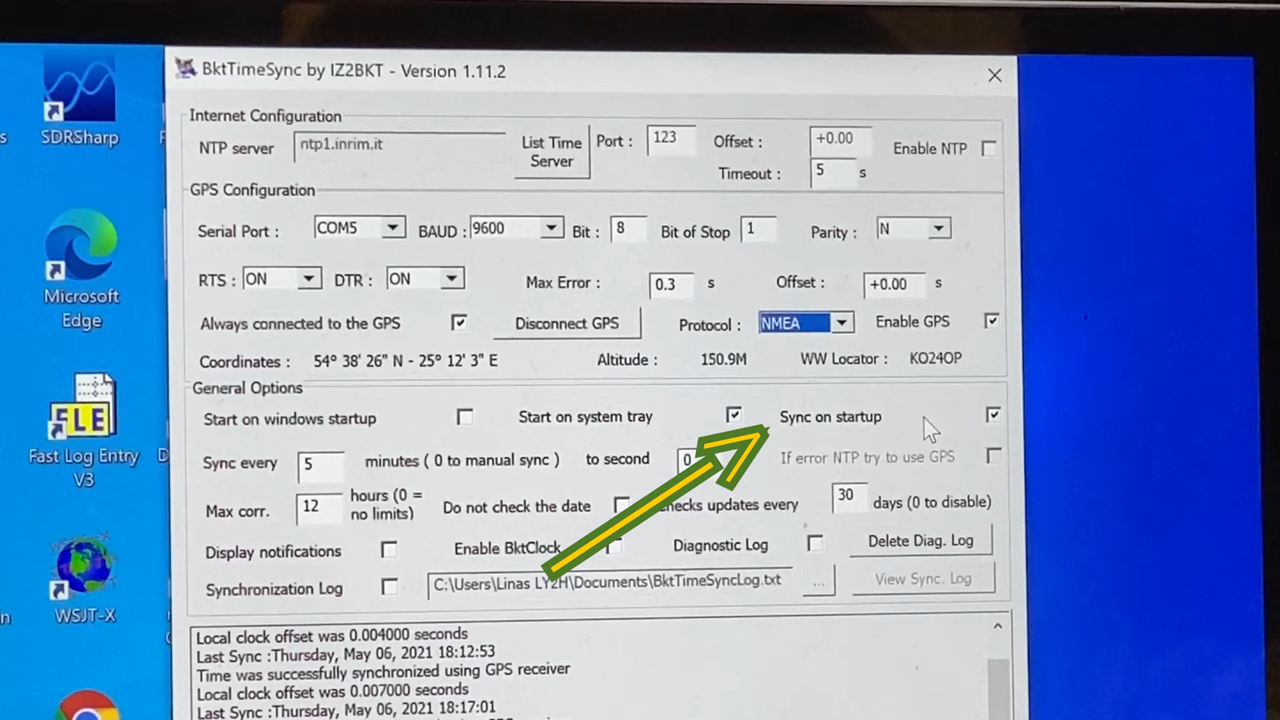 BktTimeSync by IZ2BKT - Version 1.11.2
Internet Configuration
NTP server ntp1.inrim.it List Time Server Port : 123 Offset : +0.00 Enable NTP
Timeout : 5 s
GPS Configuration
Serial Port : COM5 BAUD : 9600 Bit : 8 Bit of Stop 1 Parity : N
RTS : ON DTR : ON Max Error : 0.3 s Offset : +0.00 s
Always connected to the GPS Disconnect GPS Protocol : NMEA Enable GPS
Coordinates : 54° 38' 26" N - 25° 12' 3" E Altitude : 150.9M WW Locator : KO24OP
General Options
Start on windows startup Start on system tray Sync on startup
Sync every 5 minutes ( 0 to manual sync ) to second 0 If error NTP try to use GPS
Max corr. 12 hours (0 = no limits) Do not check the date updates every 30 days (0 to disable)
Display notifications Enable BktClock Diagnostic Log Delete Diag. Log
Synchronization Log C:\Users\Linas LY2H\Documents\BktTimeSyncLog.txt ... View Sync. Log
Local clock offset was 0.004000 seconds
Last Sync :Thursday, May 06, 2021 18:12:53
Time was successfully synchronized using GPS receiver
Local clock offset was 0.007000 seconds
Last Sync :Thursday, May 06, 2021 18:17:01
SDRSharp
Microsoft
Edge
FLE
Fast Log Entry
V3
WSJT-X